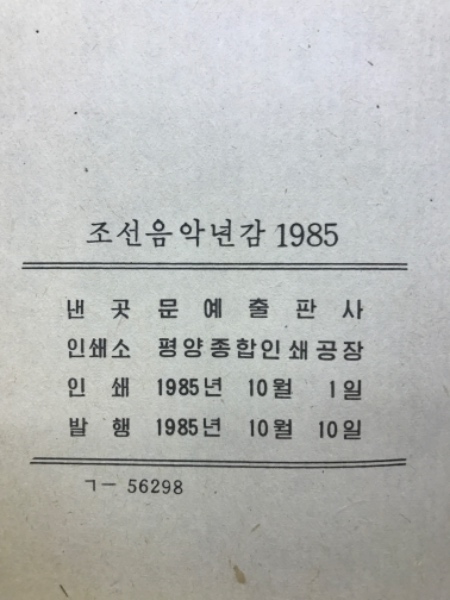 조선음악년감 1985
낸 곳 문 예 출 판 사
인쇄소 평양종합인쇄공장
인 쇄 1985년 10월 1일
발 행 1985년 10월 10일
ㄱ— 56298